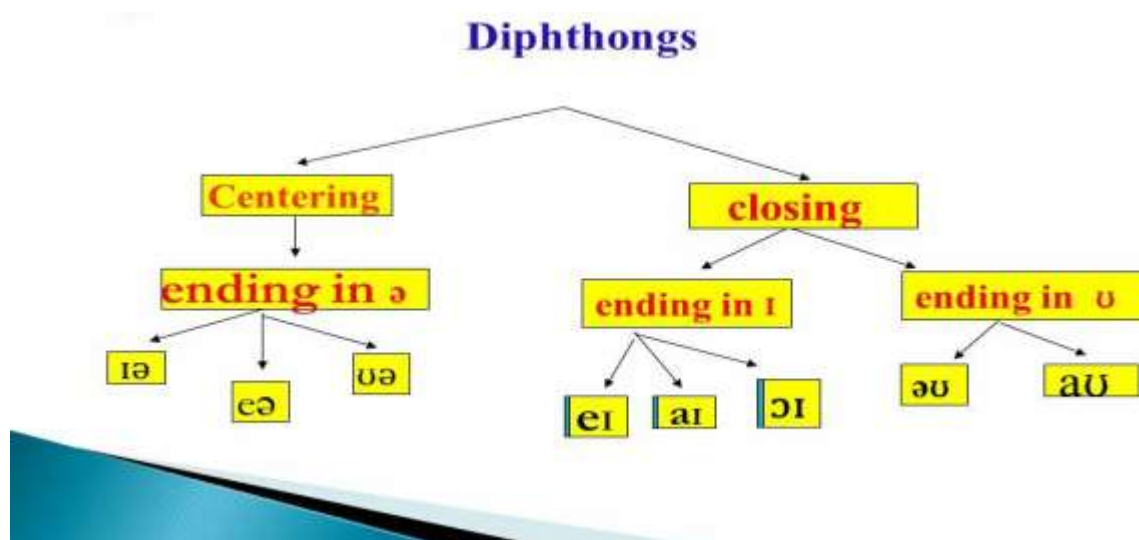 Diphthongs
Centering
closing
ending in ə
ending in ɪ
ending in ʊ
ɪə
eə
ʊə
eɪ
aɪ
ɔɪ
əʊ
aʊ